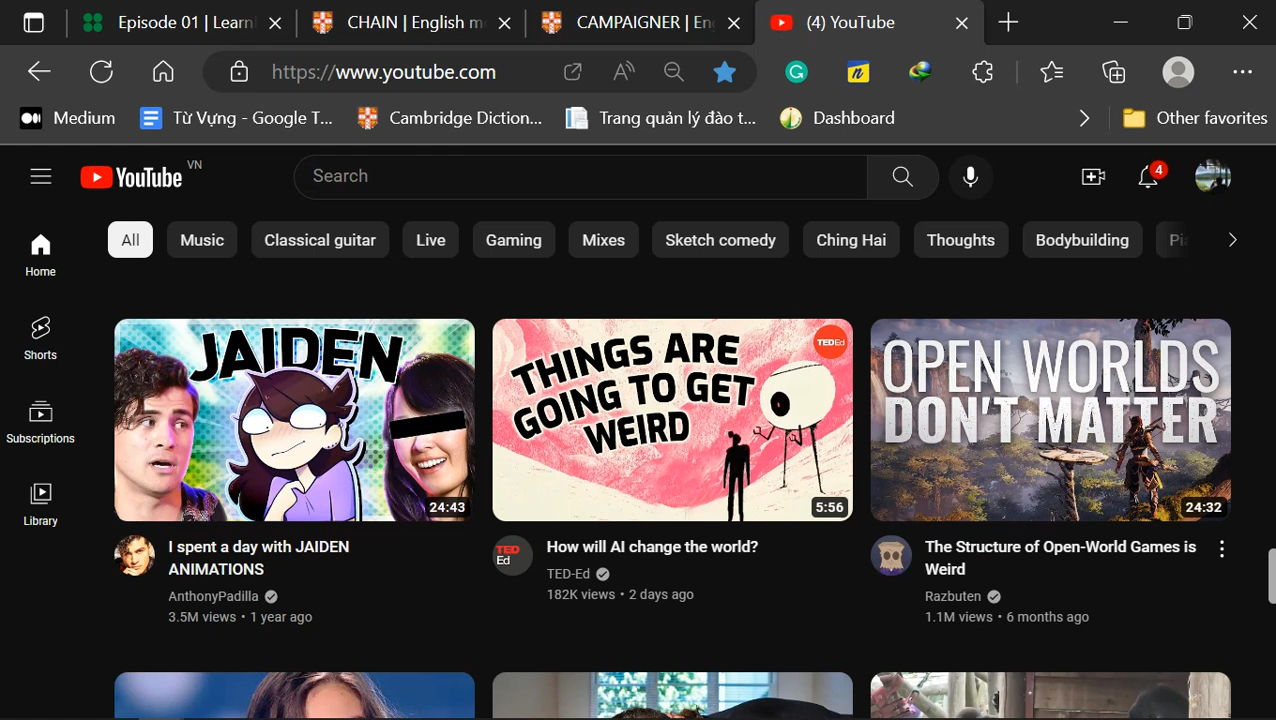 Episode 01 | Learn
CHAIN | English m
CAMPAIGNER | En
(4) YouTube
https://www.youtube.com
Medium
Từ Vựng - Google T...
Cambridge Diction...
Trang quản lý đào t...
Dashboard
Other favorites
YouTube VN
Search
4
All
Music
Classical guitar
Live
Gaming
Mixes
Sketch comedy
Ching Hai
Thoughts
Bodybuilding
Home
Shorts
Subscriptions
Library
JAIDEN
24:43
THINGS ARE
GOING TO GET
WEIRD
TEDEd
5:56
OPEN WORLDS
DON'T MATTER
24:32
I spent a day with JAIDEN
ANIMATIONS
AnthonyPadilla
3.5M views • 1 year ago
TED
Ed
How will AI change the world?
TED-Ed
182K views • 2 days ago
The Structure of Open-World Games is
Weird
Razbuten
1.1M views • 6 months ago